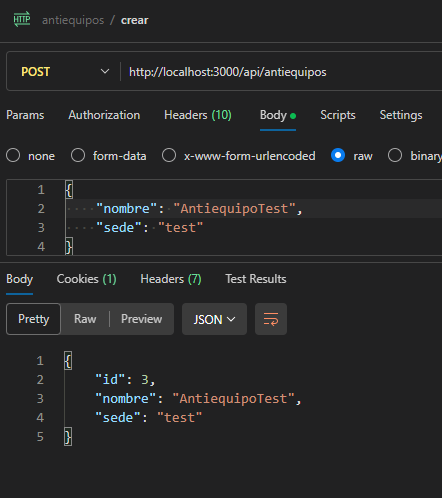 HTTP antiequipos / crear
POST http://localhost:3000/api/antiequipos
Params Authorization Headers (10) Body Scripts Settings
none form-data x-www-form-urlencoded raw binary
1 {
2 ····"nombre":·"AntiequipoTest",
3 ····"sede":·"test"
4 }
Body Cookies (1) Headers (7) Test Results
Pretty Raw Preview JSON
1 {
2     "id": 3,
3     "nombre": "AntiequipoTest",
4     "sede": "test"
5 }